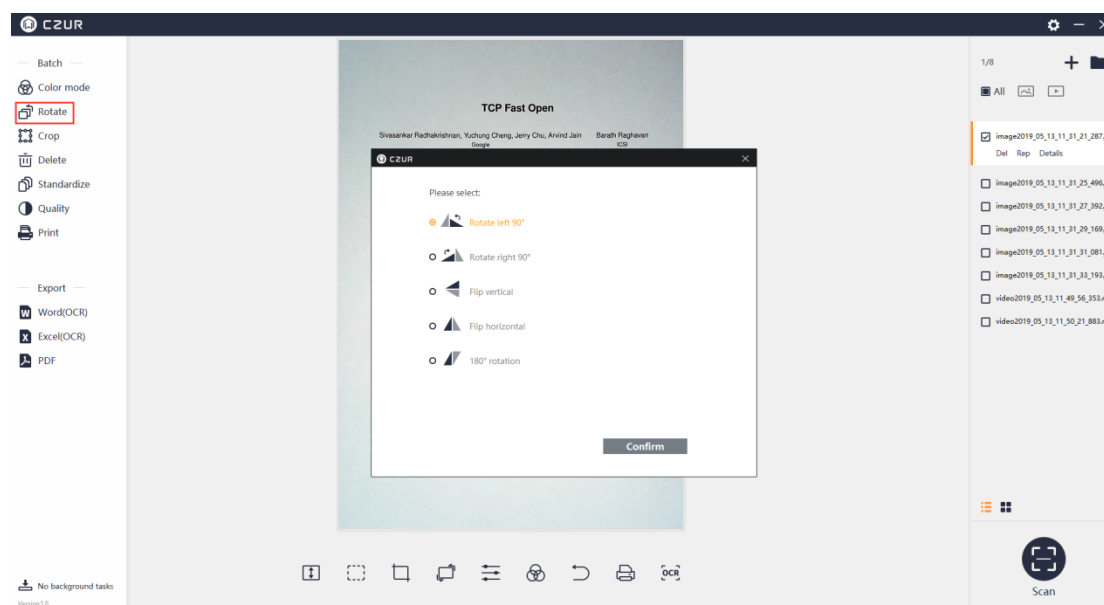 CZUR
Batch
Color mode
Rotate
Crop
Delete
Standardize
Quality
Print
Export
Word(OCR)
Excel(OCR)
PDF
No background tasks
Version:1.0
TCP Fast Open
Sivasankar Radhakrishnan, Yuchung Cheng, Jerry Chu, Arvind Jain Barath Raghavan
Google ICSI
CZUR
Please select:
Rotate left 90°
Rotate right 90°
Flip vertical
Flip horizontal
180° rotation
Confirm
OCR
1/8
All
image2019_05_13_11_31_21_287.
Del Rep Details
image2019_05_13_11_31_25_496.
image2019_05_13_11_31_27_392.
image2019_05_13_11_31_29_169.
image2019_05_13_11_31_31_081.
image2019_05_13_11_31_33_193.
video2019_05_13_11_49_56_353.
video2019_05_13_11_50_21_883.
Scan